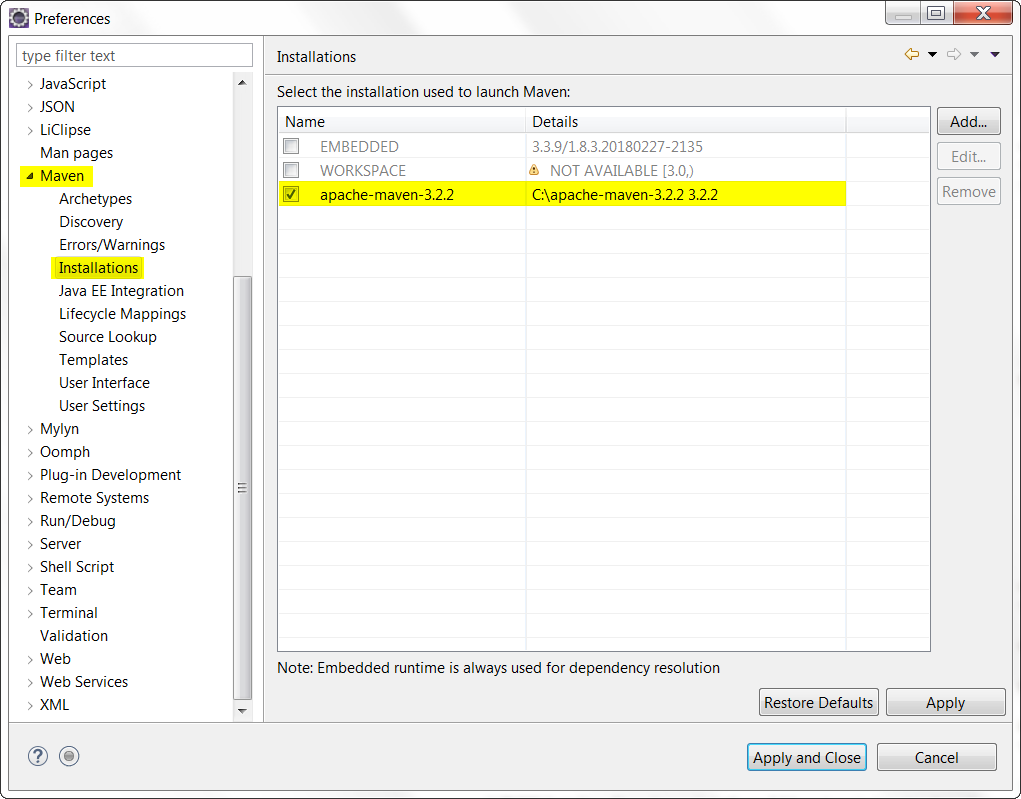 Preferences
type filter text
JavaScript
JSON
LiClipse
Man pages
Maven
Archetypes
Discovery
Errors/Warnings
Installations
Java EE Integration
Lifecycle Mappings
Source Lookup
Templates
User Interface
User Settings
Mylyn
Oomph
Plug-in Development
Remote Systems
Run/Debug
Server
Shell Script
Team
Terminal
Validation
Web
Web Services
XML
Installations
Select the installation used to launch Maven:
Name Details
EMBEDDED 3.3.9/1.8.3.20180227-2135
WORKSPACE NOT AVAILABLE [3.0,)
apache-maven-3.2.2 C:\apache-maven-3.2.2 3.2.2
Add...
Edit...
Remove
Note: Embedded runtime is always used for dependency resolution
Restore Defaults Apply
? Apply and Close Cancel